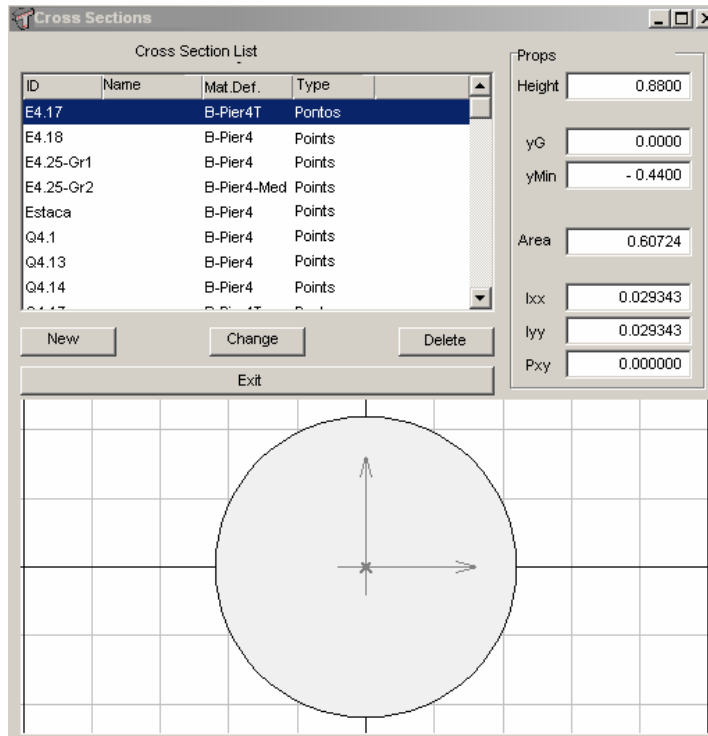 Cross Sections
Cross Section List
ID Name Mat.Def. Type
E4.17 B-Pier4T Pontos
E4.18 B-Pier4 Points
E4.25-Gr1 B-Pier4 Points
E4.25-Gr2 B-Pier4-Med Points
Estaca B-Pier4 Points
Q4.1 B-Pier4 Points
Q4.13 B-Pier4 Points
Q4.14 B-Pier4 Points
New Change Delete
Exit
Props
Height 0.8800
yG 0.0000
yMin - 0.4400
Area 0.60724
Ixx 0.029343
Iyy 0.029343
Pxy 0.000000